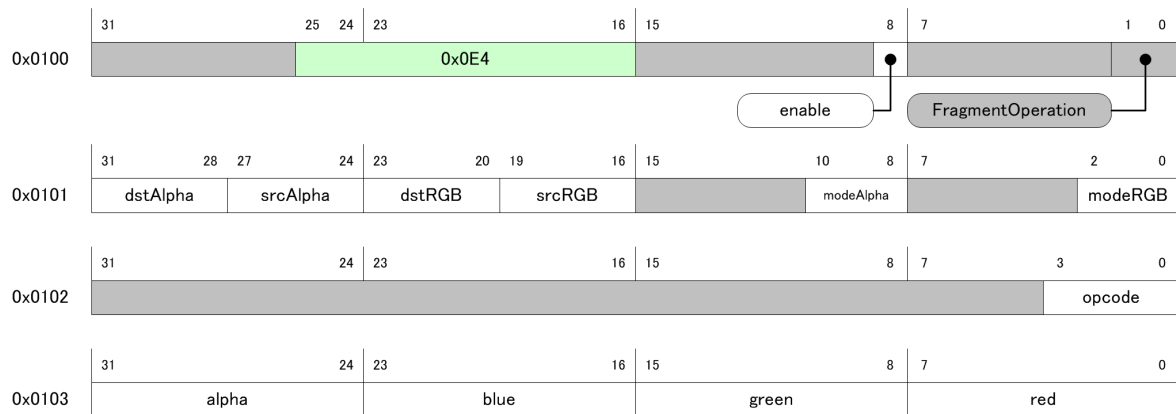 31 25 24 23 16 15 8 7 1 0
0x0100 0x0E4
enable FragmentOperation
31 28 27 24 23 20 19 16 15 10 8 7 2 0
0x0101 dstAlpha srcAlpha dstRGB srcRGB modeAlpha modeRGB
31 24 23 16 15 8 7 3 0
0x0102 opcode
31 24 23 16 15 8 7 0
0x0103 alpha blue green red